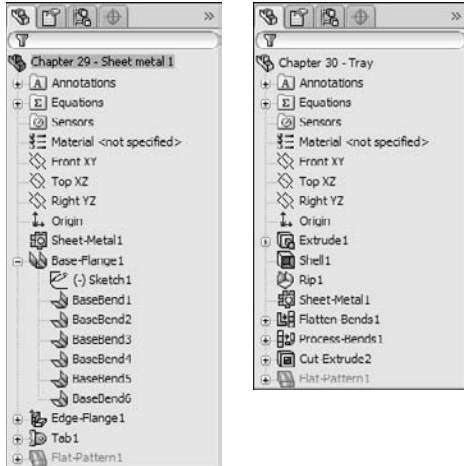 Chapter 29 - Sheet metal 1
Annotations
Equations
Sensors
Material <not specified>
Front XY
Top XZ
Right YZ
Origin
Sheet-Metal1
Base-Flange1
(-) Sketch1
BaseBend1
BaseBend2
BaseBend3
BaseBend4
BaseBend5
BaseBend6
Edge-Flange1
Tab1
Flat-Pattern1
Chapter 30 - Tray
Annotations
Equations
Sensors
Material <not specified>
Front XY
Top XZ
Right YZ
Origin
Extrude1
Shell1
Rip1
Sheet-Metal1
Flatten-Bends1
Process-Bends1
Cut Extrude2
Flat-Pattern1